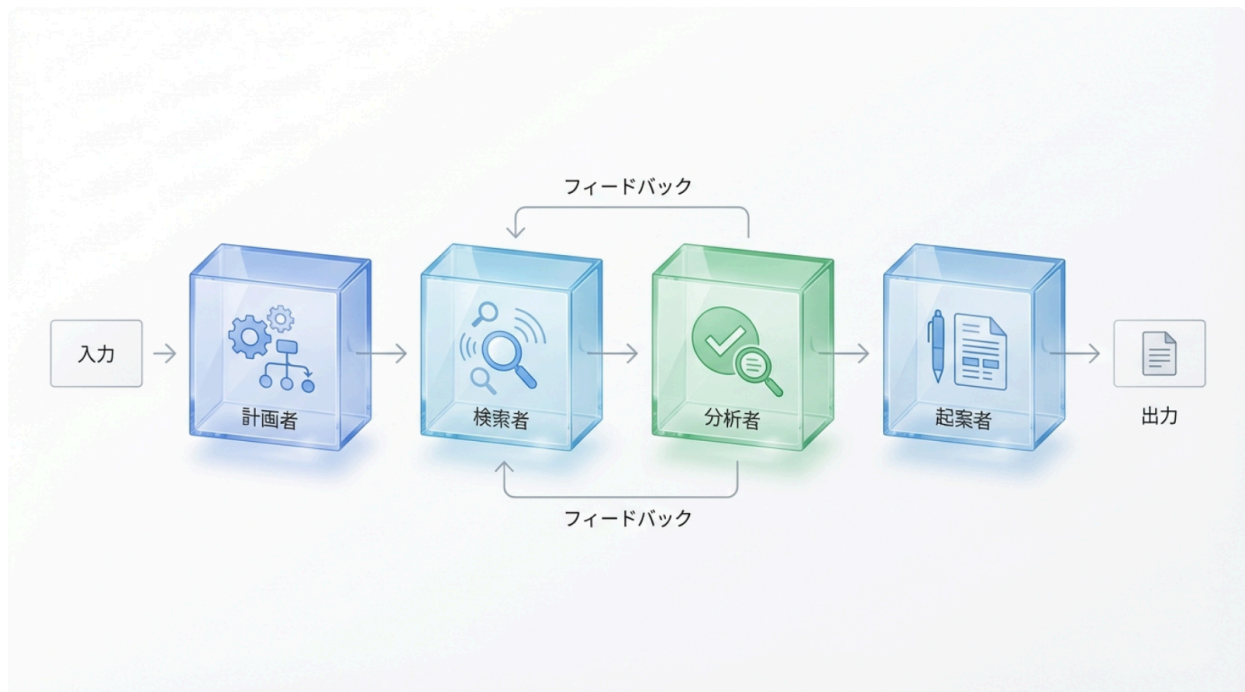 フィードバック
入力
計画者
検索者
分析者
起案者
出力
フィードバック